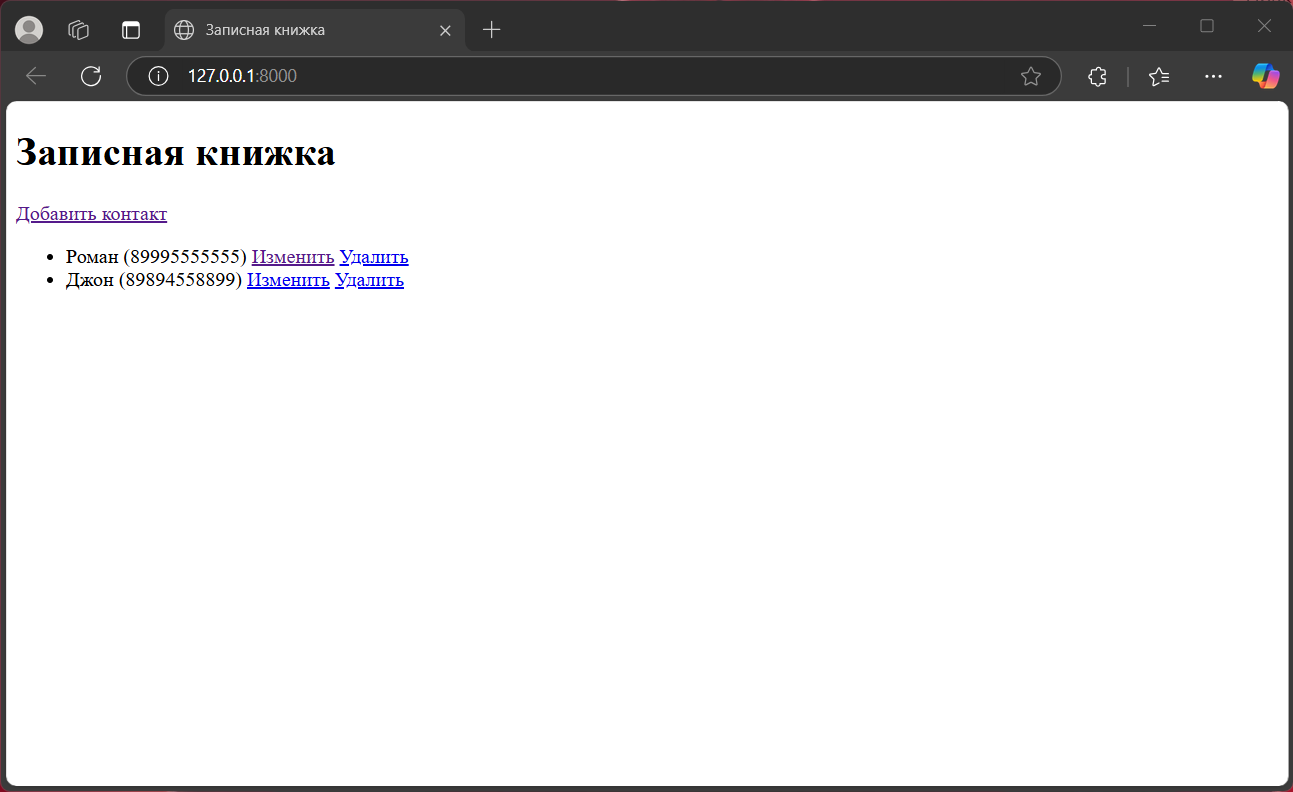 Записная книжка
127.0.0.1:8000
Записная книжка
Добавить контакт
Роман (89995555555) Изменить Удалить
Джон (89894558899) Изменить Удалить